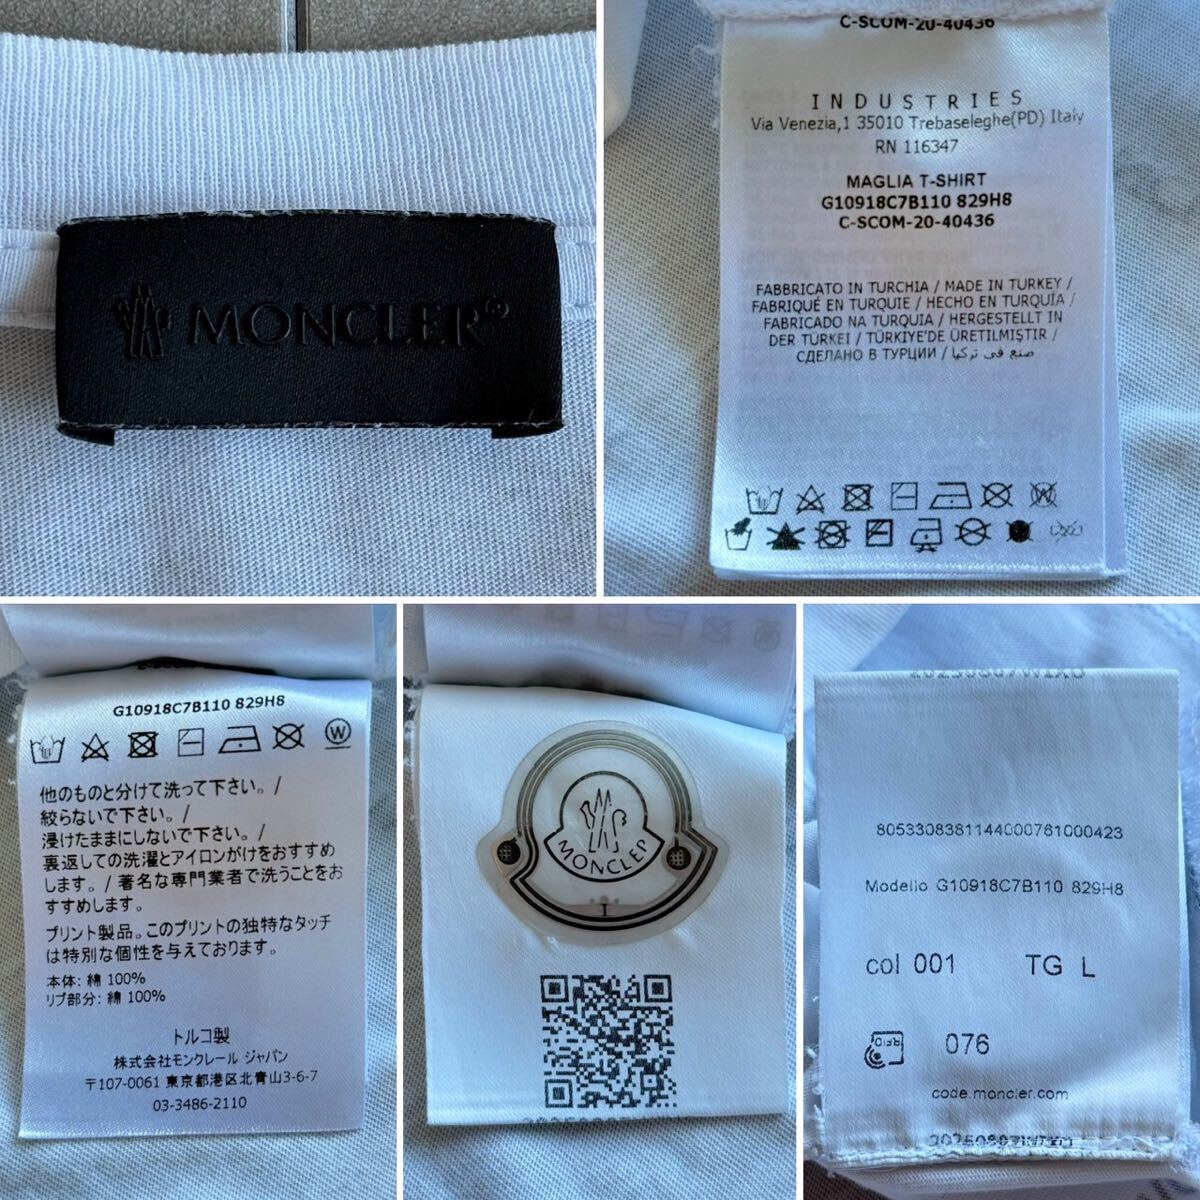 MONCLER®
C-SCOM-20-40436
INDUSTRIES
Via Venezia,1 35010 Trebaseleghe(PD) Italy
RN 116347
MAGLIA T-SHIRT
G10918C7B110 829H8
C-SCOM-20-40436
FABBRICATO IN TURCHIA / MADE IN TURKEY /
FABRIQUÉ EN TURQUIE / HECHO EN TURQUÍA /
FABRICADO NA TURQUIA / HERGESTELLT IN
DER TÜRKEI / TÜRKIYE'DE ÜRETILMIŞTIR /
СДЕЛАНО В ТУРЦИИ / صنع في تركيا
G10918C7B110 829H8
W
他のものと分けて洗って下さい。/
絞らないで下さい。/
浸けたままにしないで下さい。/
裏返しての洗濯とアイロンがけをおすすめ
します。/ 著名な専門業者で洗うことをお
すすめします。
プリント製品。このプリントの独特なタッチ
は特別な個性を与えております。
本体: 綿 100%
リブ部分: 綿 100%
トルコ製
株式会社モンクレール ジャパン
〒107-0061 東京都港区北青山3-6-7
03-3486-2110
MONCLER
8053308381144000761000423
Modello G10918C7B110 829H8
col 001 TG L
RFID
076
code.moncler.com